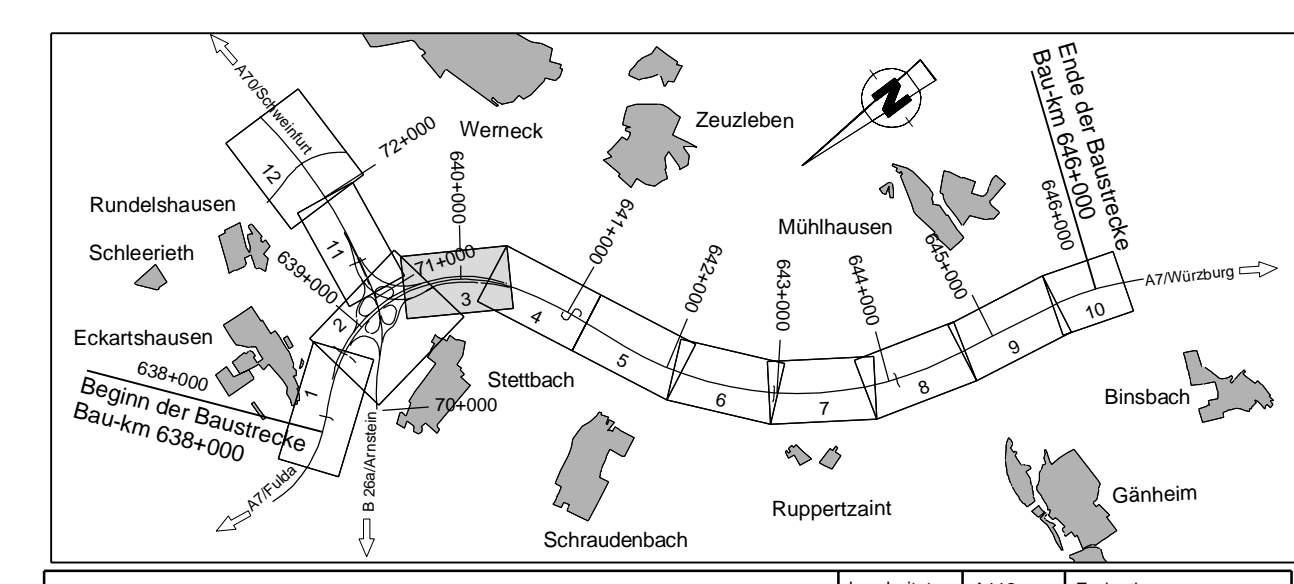 A70/Schweinfurt
Werneck
Zeuzleben
N
Ende der Baustrecke
Bau-km 646+000
646+000
12
72+000
640+000
Rundelshausen
Schleerieth
11
639+000
71+000
641+000
642+000
643+000
644+000
Mühlhausen
645+000
A7/Würzburg
10
3
4
2
5
9
8
6
7
Eckartshausen
638+000
Beginn der Baustrecke
Bau-km 638+000
1
Stettbach
70+000
Binsbach
A7/Fulda
B 26a/Arnstein
Schraudenbach
Ruppertzaint
Gänheim